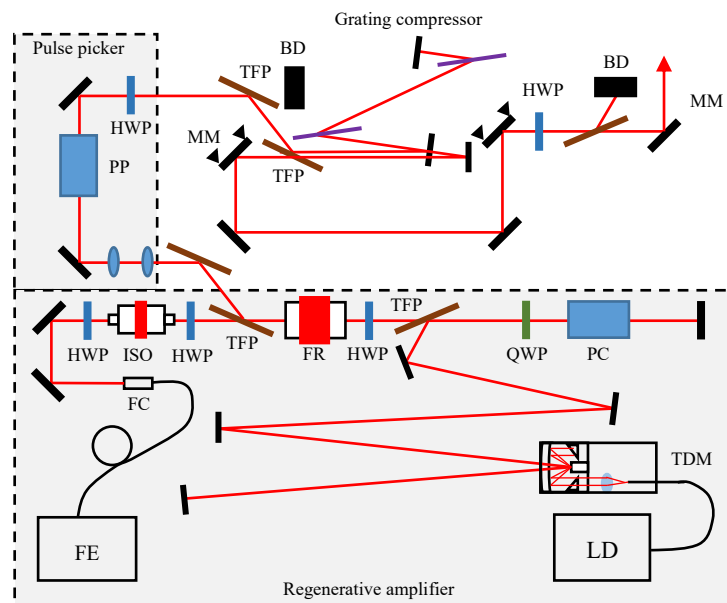 Grating compressor
Pulse picker
BD
TFP
BD
HWP
MM
HWP
MM
PP
TFP
TFP
HWP
ISO
HWP
TFP
FR
HWP
QWP
PC
FC
TDM
FE
LD
Regenerative amplifier